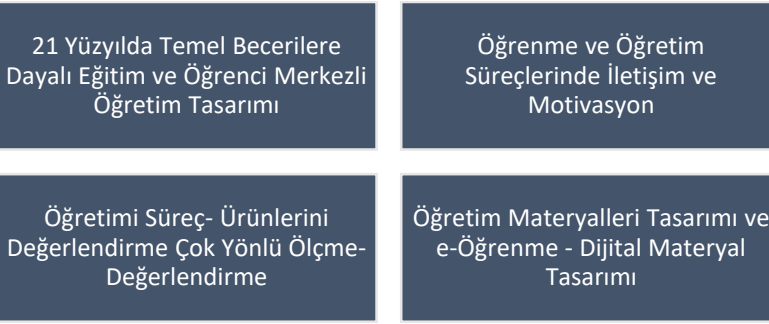 21 Yüzyılda Temel Becerilere
Dayalı Eğitim ve Öğrenci Merkezli
Öğretim Tasarımı
Öğrenme ve Öğretim
Süreçlerinde İletişim ve
Motivasyon
Öğretimi Süreç- Ürünlerini
Değerlendirme Çok Yönlü Ölçme-
Değerlendirme
Öğretim Materyalleri Tasarımı ve
e-Öğrenme - Dijital Materyal
Tasarımı